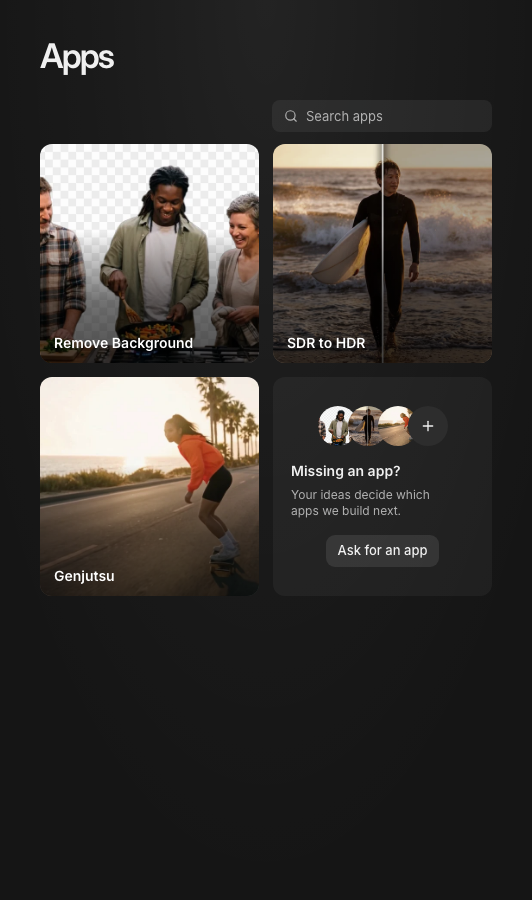 Apps
Search apps
Remove Background
SDR to HDR
Genjutsu
Missing an app?
Your ideas decide which
apps we build next.
Ask for an app